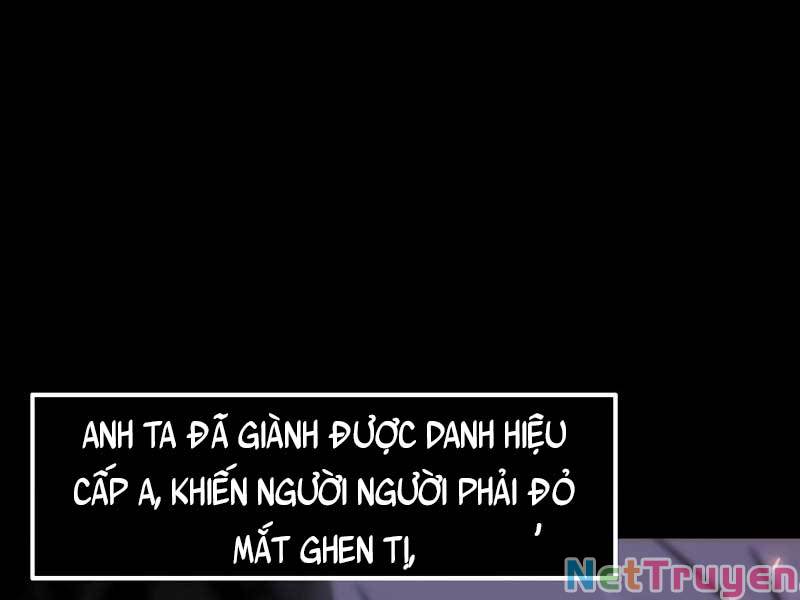 ANH TA ĐÃ GIÀNH ĐƯỢC DANH HIỆU
CẤP A, KHIẾN NGƯỜI NGƯỜI PHẢI ĐỎ
MẮT GHEN TỊ,
NetTruyen